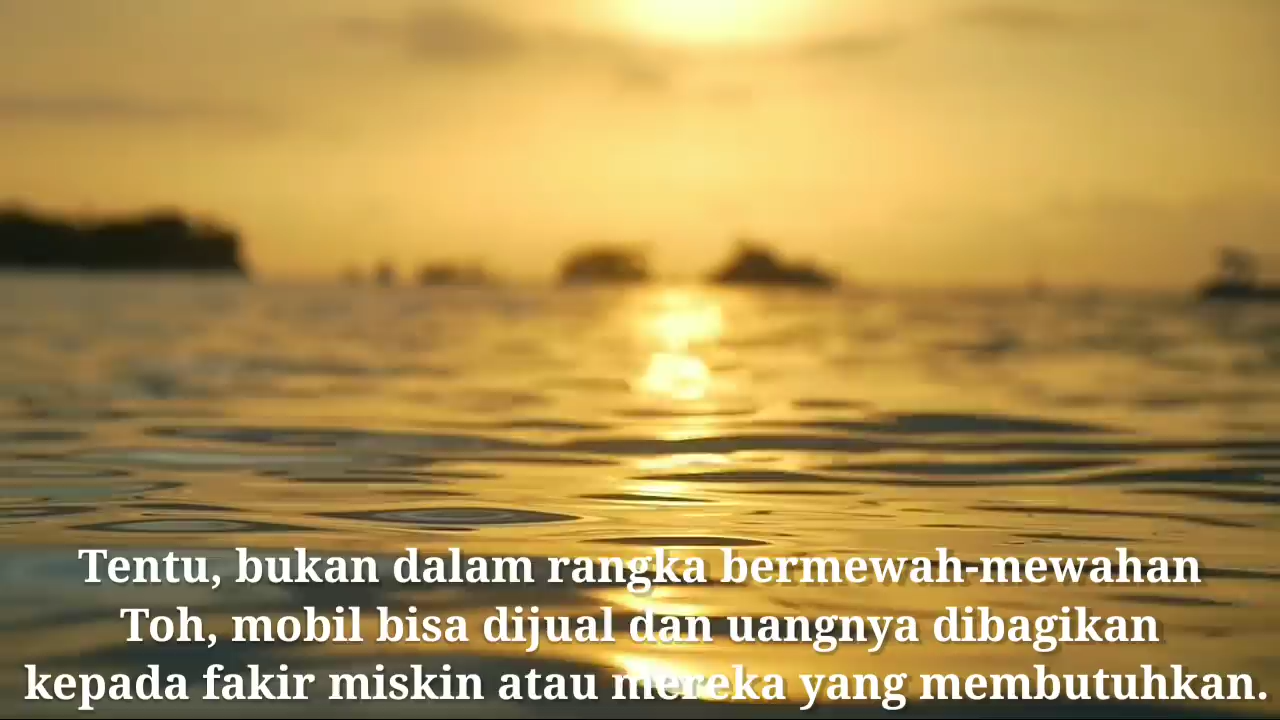 Tentu, bukan dalam rangka bermewah-mewahan
Toh, mobil bisa dijual dan uangnya dibagikan
kepada fakir miskin atau mereka yang membutuhkan.